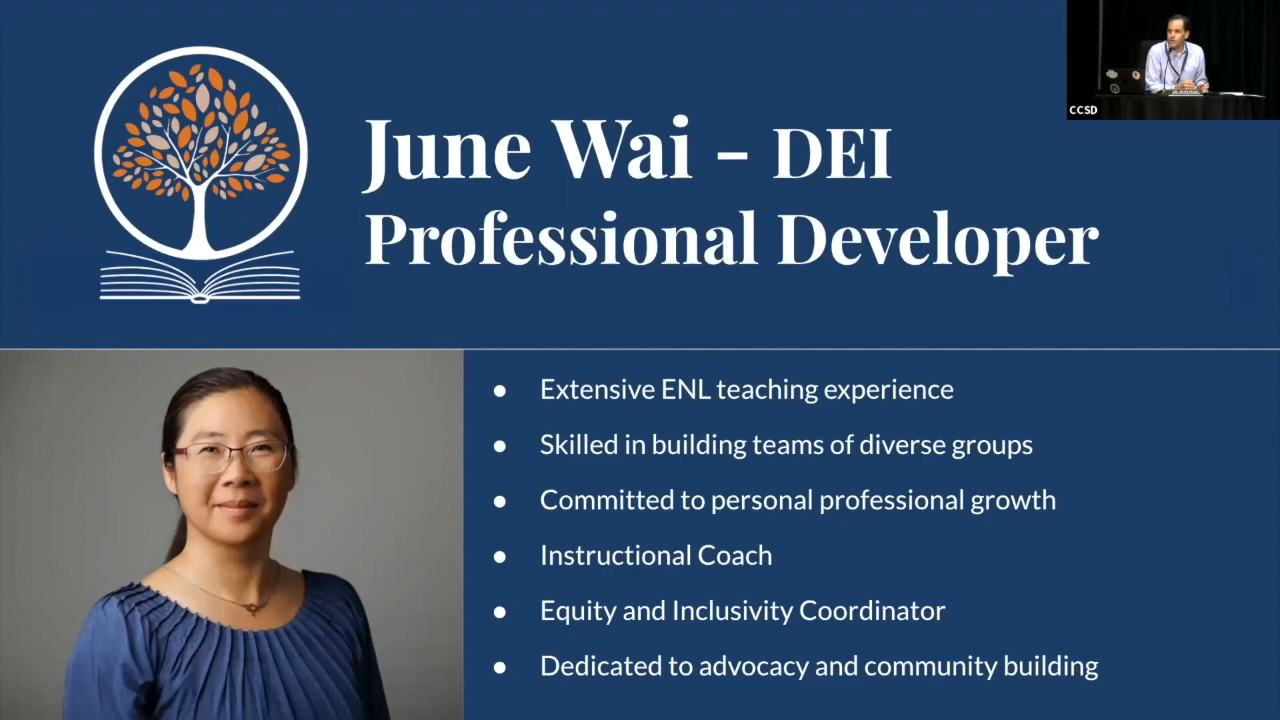 CCSD
June Wai – DEI
Professional Developer
● Extensive ENL teaching experience
● Skilled in building teams of diverse groups
● Committed to personal professional growth
● Instructional Coach
● Equity and Inclusivity Coordinator
● Dedicated to advocacy and community building